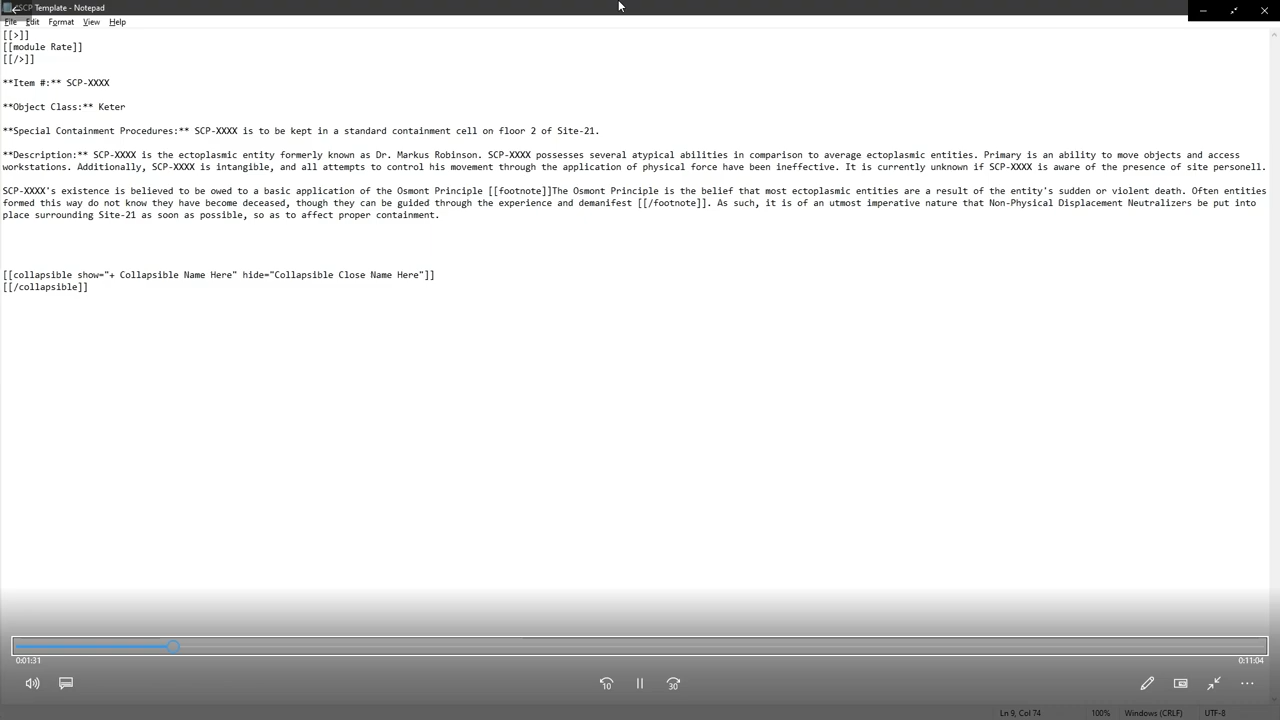 SCP Template - Notepad
File Edit Format View Help
[[>]]
[[module Rate]]
[[/>]]
**Item #:** SCP-XXXX
**Object Class:** Keter
**Special Containment Procedures:** SCP-XXXX is to be kept in a standard containment cell on floor 2 of Site-21.
**Description:** SCP-XXXX is the ectoplasmic entity formerly known as Dr. Markus Robinson. SCP-XXXX possesses several atypical abilities in comparison to average ectoplasmic entities. Primary is an ability to move objects and access
workstations. Additionally, SCP-XXXX is intangible, and all attempts to control his movement through the application of physical force have been ineffective. It is currently unknown if SCP-XXXX is aware of the presence of site personell.
SCP-XXXX's existence is believed to be owed to a basic application of the Osmont Principle [[footnote]]The Osmont Principle is the belief that most ectoplasmic entities are a result of the entity's sudden or violent death. Often entities
formed this way do not know they have become deceased, though they can be guided through the experience and demanifest [[/footnote]]. As such, it is of an utmost imperative nature that Non-Physical Displacement Neutralizers be put into
place surrounding Site-21 as soon as possible, so as to affect proper containment.
[[collapsible show="+ Collapsible Name Here" hide="Collapsible Close Name Here"]]
[[/collapsible]]
0:01:31 0:11:04
10 30
Ln 9, Col 74 100% Windows (CRLF) UTF-8